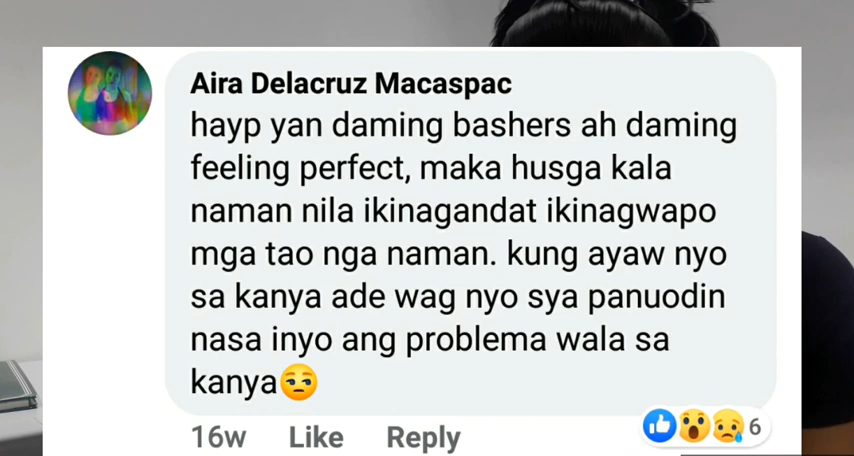 Aira Delacruz Macaspac
hayp yan daming bashers ah daming
feeling perfect, maka husga kala
naman nila ikinagandat ikinagwapo
mga tao nga naman. kung ayaw nyo
sa kanya ade wag nyo sya panuodin
nasa inyo ang problema wala sa
kanya😒
16w Like Reply 6